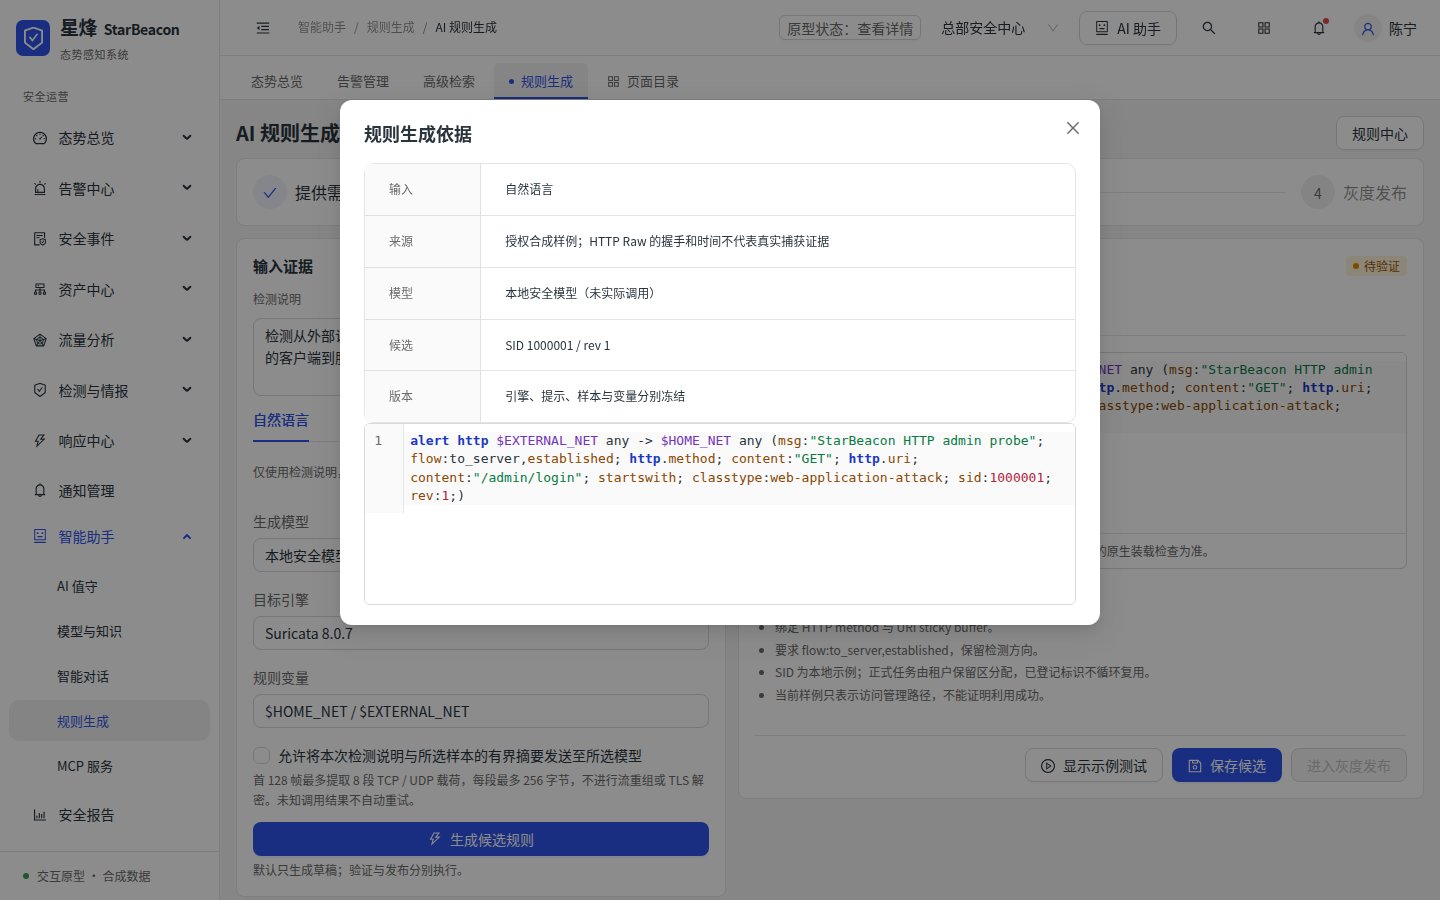 星烽 StarBeacon
态势感知系统
安全运营
态势总览
告警中心
安全事件
资产中心
流量分析
检测与情报
响应中心
通知管理
智能助手
AI 值守
模型与知识
智能对话
规则生成
MCP 服务
安全报告
交互原型 · 合成数据
智能助手 / 规则生成 / AI 规则生成
原型状态：查看详情
总部安全中心
AI 助手
陈宁
态势总览
告警管理
高级检索
规则生成
页面目录
AI 规则生成
规则中心
提供需
4 灰度发布
输入证据
检测说明
检测从外部
的客户端到
自然语言
仅使用检测说明，
生成模型
本地安全模
目标引擎
Suricata 8.0.7
规则变量
$HOME_NET / $EXTERNAL_NET
允许将本次检测说明与所选样本的有界摘要发送至所选模型
首 128 帧最多提取 8 段 TCP / UDP 载荷，每段最多 256 字节，不进行流重组或 TLS 解
密。未知调用结果不自动重试。
生成候选规则
默认只生成草稿；验证与发布分别执行。
规则生成依据
输入 自然语言
来源 授权合成样例；HTTP Raw 的握手和时间不代表真实捕获证据
模型 本地安全模型（未实际调用）
候选 SID 1000001 / rev 1
版本 引擎、提示、样本与变量分别冻结
1 alert http $EXTERNAL_NET any -> $HOME_NET any (msg:"StarBeacon HTTP admin probe";
flow:to_server,established; http.method; content:"GET"; http.uri;
content:"/admin/login"; startswith; classtype:web-application-attack; sid:1000001;
rev:1;)
待验证
NET any (msg:"StarBeacon HTTP admin
tp.method; content:"GET"; http.uri;
asstype:web-application-attack;
的原生装载检查为准。
绑定 HTTP method 与 URI sticky buffer。
要求 flow:to_server,established，保留检测方向。
SID 为本地示例；正式任务由租户保留区分配，已登记标识不循环复用。
当前样例只表示访问管理路径，不能证明利用成功。
显示示例测试
保存候选
进入灰度发布